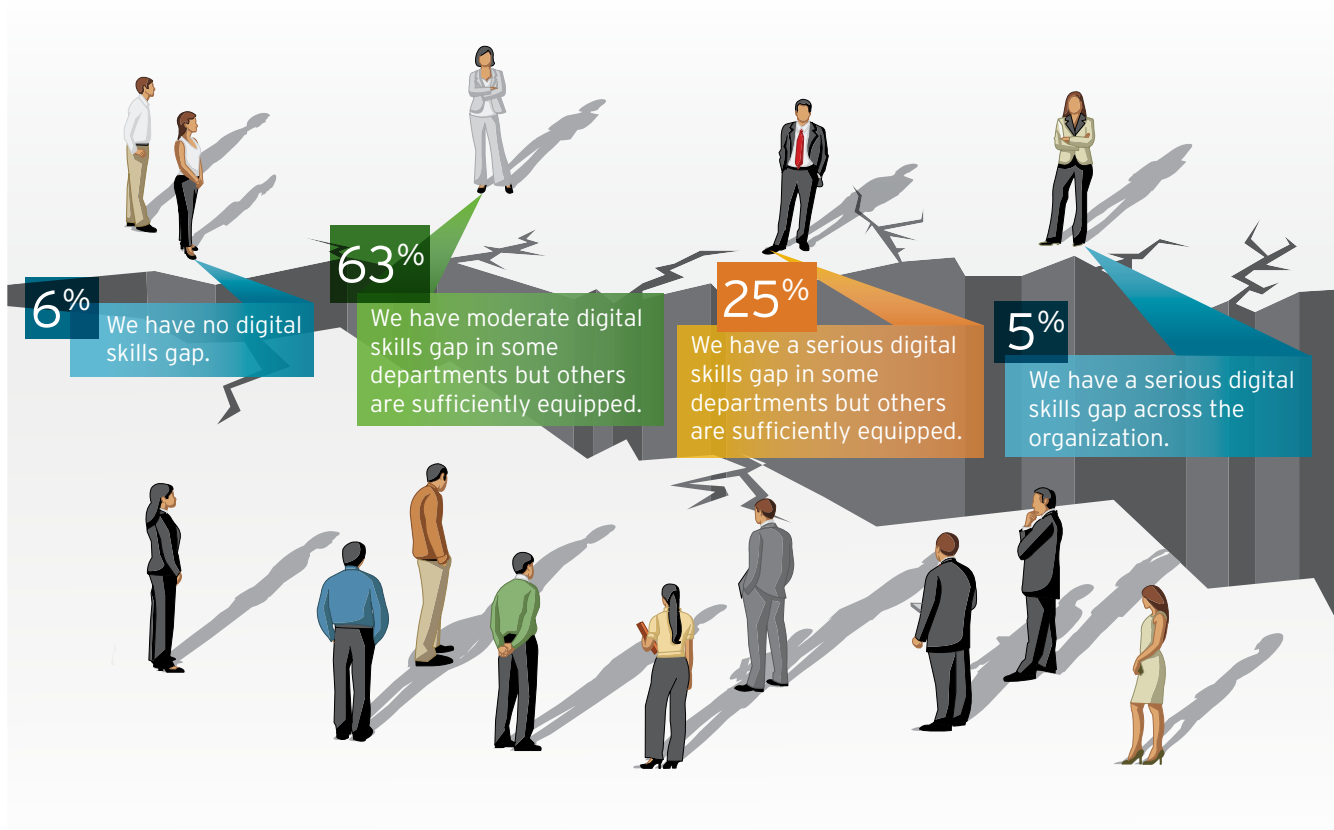 6%
We have no digital
skills gap.
63%
We have moderate digital
skills gap in some
departments but others
are sufficiently equipped.
25%
We have a serious digital
skills gap in some
departments but others
are sufficiently equipped.
5%
We have a serious digital
skills gap across the
organization.